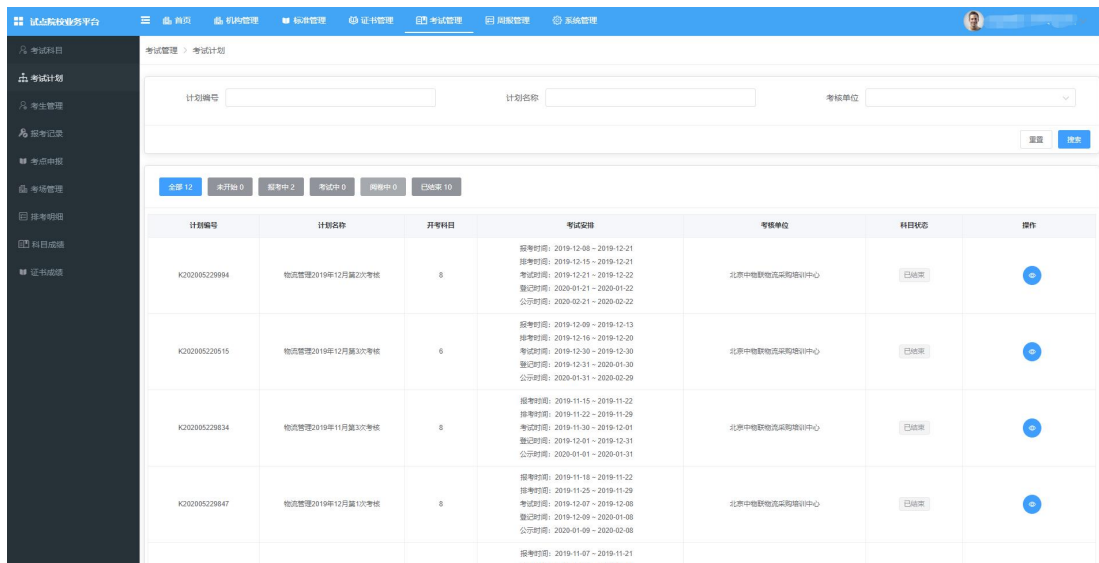 试点院校业务平台
首页 机构管理 标准管理 证书管理 考试管理 周报管理 系统管理
考试科目
考试计划
考生管理
报考记录
考点申报
考场管理
排考明细
科目成绩
证书成绩
考试管理 > 考试计划
计划编号 计划名称 考核单位
重置 搜索
全部 12 未开始 0 报考中 2 考试中 0 阅卷中 0 已结束 10
计划编号 计划名称 开考科目 考试安排 考核单位 科目状态 操作
报考时间: 2019-12-08 ~ 2019-12-21
排考时间: 2019-12-15 ~ 2019-12-21
K202005229994 物流管理2019年12月第2次考核 8 考试时间: 2019-12-21 ~ 2019-12-22 北京中物联物流采购培训中心 已结束
登记时间: 2020-01-21 ~ 2020-01-22
公示时间: 2020-02-21 ~ 2020-02-22
报考时间: 2019-12-09 ~ 2019-12-13
排考时间: 2019-12-16 ~ 2019-12-20
K202005220515 物流管理2019年12月第3次考核 6 考试时间: 2019-12-30 ~ 2019-12-30 北京中物联物流采购培训中心 已结束
登记时间: 2019-12-31 ~ 2020-01-30
公示时间: 2020-01-31 ~ 2020-02-29
报考时间: 2019-11-15 ~ 2019-11-22
排考时间: 2019-11-22 ~ 2019-11-29
K202005229834 物流管理2019年11月第3次考核 8 考试时间: 2019-11-30 ~ 2019-12-01 北京中物联物流采购培训中心 已结束
登记时间: 2019-12-01 ~ 2019-12-31
公示时间: 2020-01-01 ~ 2020-01-31
报考时间: 2019-11-18 ~ 2019-11-22
排考时间: 2019-11-25 ~ 2019-11-29
K202005229847 物流管理2019年12月第1次考核 8 考试时间: 2019-12-07 ~ 2019-12-08 北京中物联物流采购培训中心 已结束
登记时间: 2019-12-09 ~ 2020-01-08
公示时间: 2020-01-09 ~ 2020-02-08
报考时间: 2019-11-07 ~ 2019-11-21